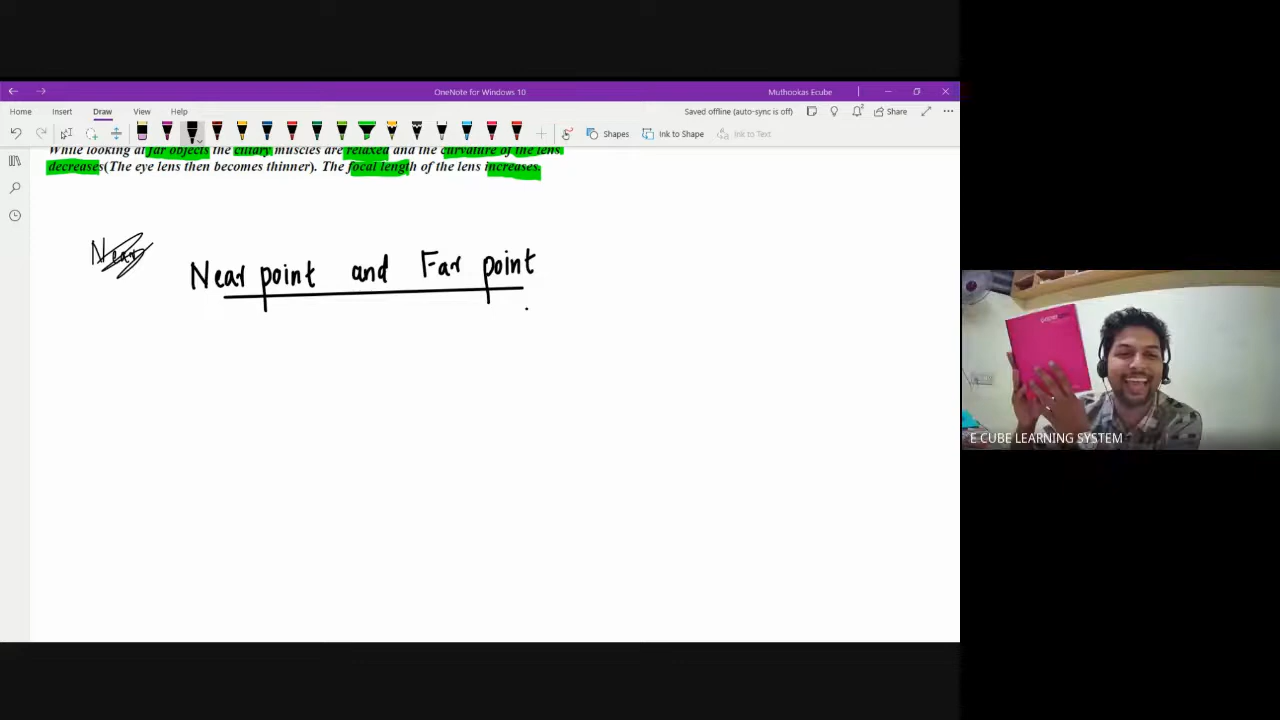 OneNote for Windows 10
Muthookas Ecube
Home Insert Draw View Help
Saved offline (auto-sync is off)
Share
Shapes
Ink to Shape
Ink to Text
While looking at far objects the ciliary muscles are relaxed and the curvature of the lens
decreases(The eye lens then becomes thinner). The focal length of the lens increases.
Near
Near point and Far point
E CUBE LEARNING SYSTEM